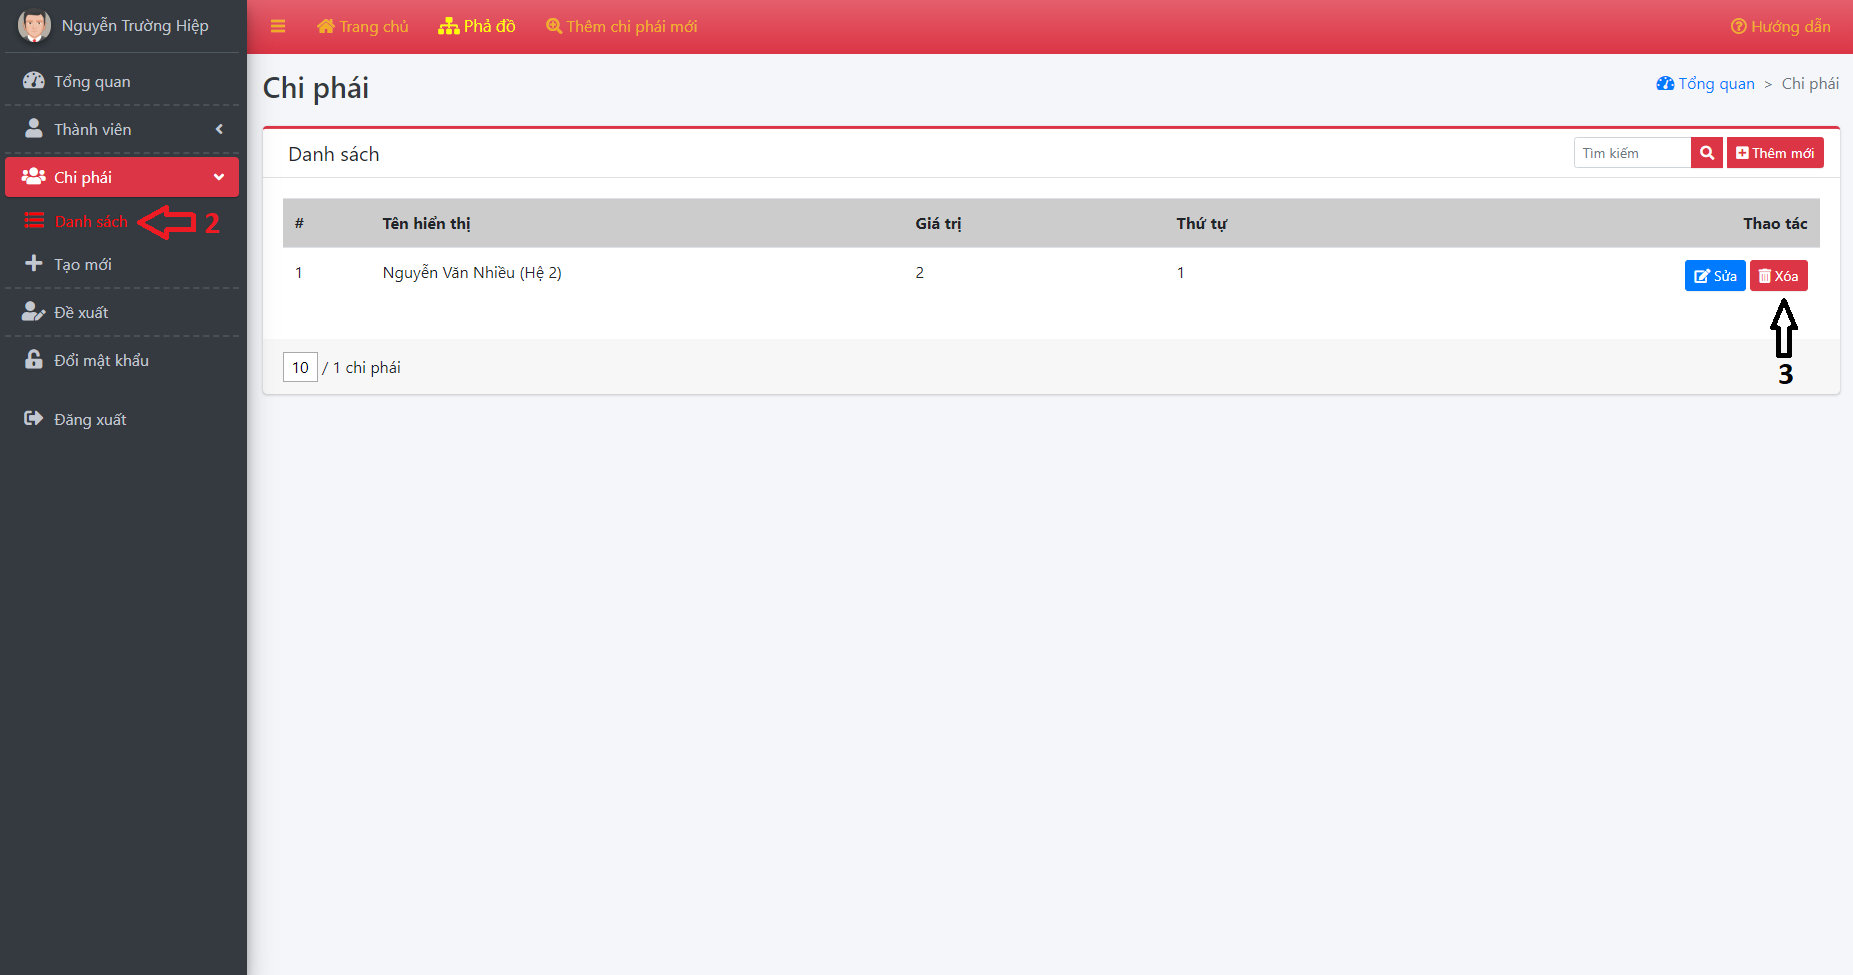 Nguyễn Trường Hiệp
Trang chủ
Phả đồ
Thêm chi phái mới
Hướng dẫn
Tổng quan
Thành viên
Chi phái
Danh sách
2
Tạo mới
Đề xuất
Đổi mật khẩu
Đăng xuất
Chi phái
Tổng quan > Chi phái
Danh sách
Tìm kiếm
Thêm mới
# Tên hiển thị Giá trị Thứ tự Thao tác
1 Nguyễn Văn Nhiều (Hệ 2) 2 1 Sửa Xóa
3
10 / 1 chi phái